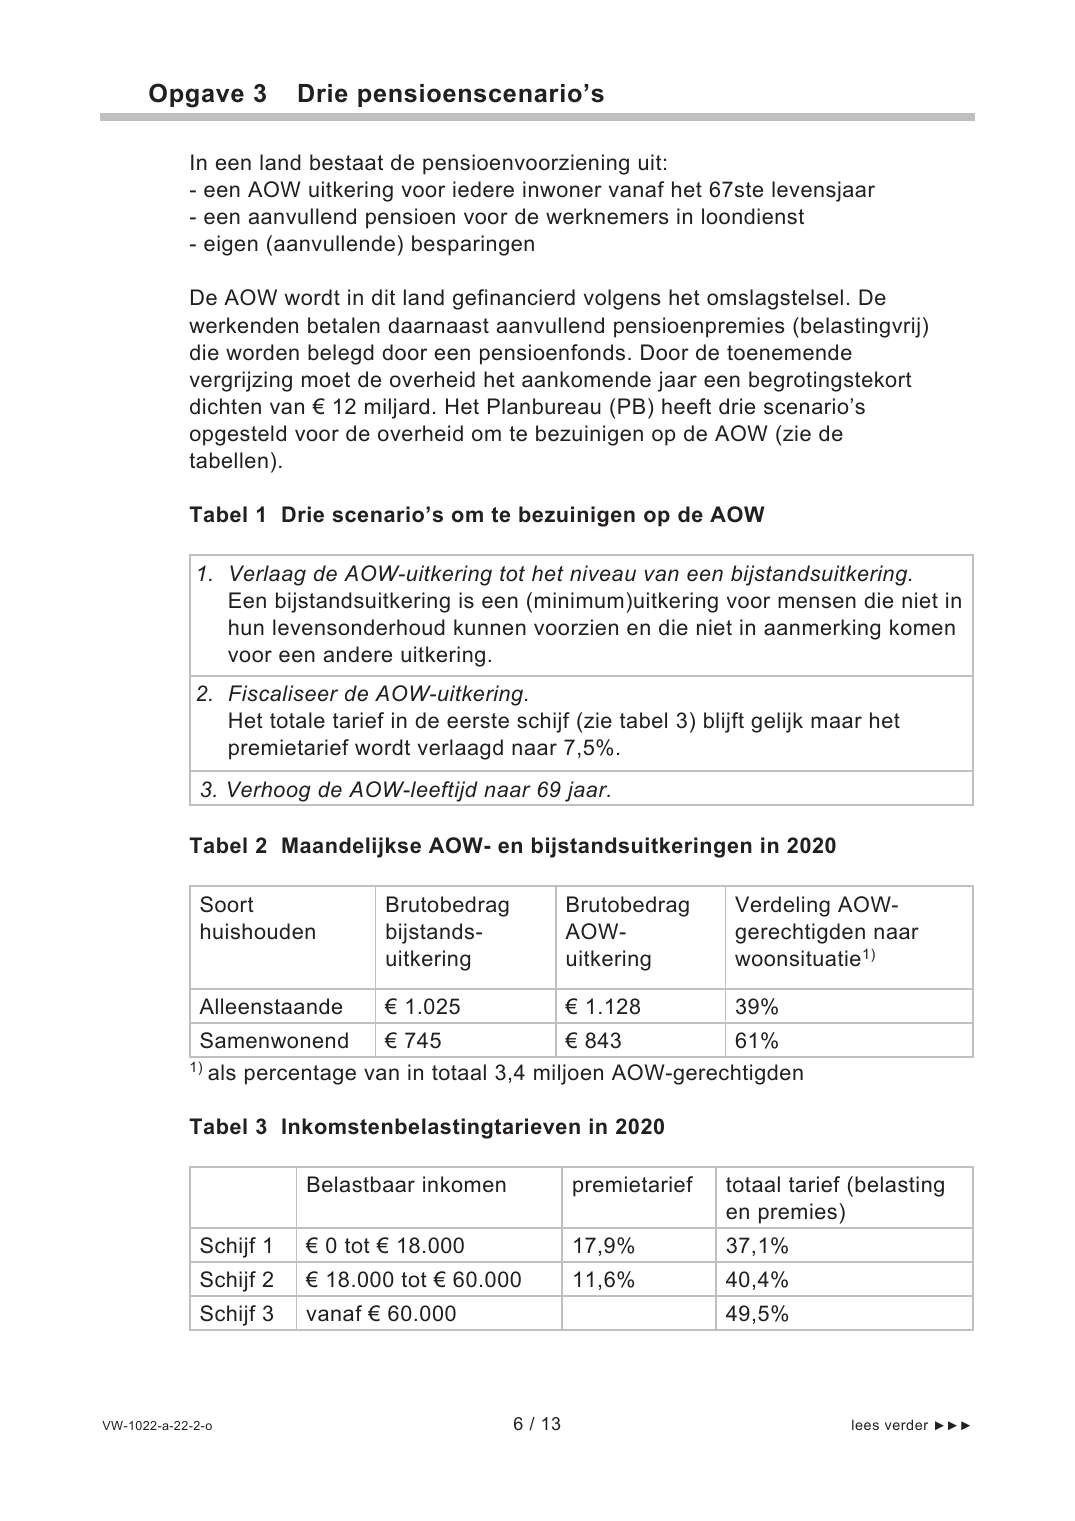 Opgave 3 Drie pensioenscenario’s
In een land bestaat de pensioenvoorziening uit:
- een AOW uitkering voor iedere inwoner vanaf het 67ste levensjaar
- een aanvullend pensioen voor de werknemers in loondienst
- eigen (aanvullende) besparingen
De AOW wordt in dit land gefinancierd volgens het omslagstelsel. De
werkenden betalen daarnaast aanvullend pensioenpremies (belastingvrij)
die worden belegd door een pensioenfonds. Door de toenemende
vergrijzing moet de overheid het aankomende jaar een begrotingstekort
dichten van € 12 miljard. Het Planbureau (PB) heeft drie scenario’s
opgesteld voor de overheid om te bezuinigen op de AOW (zie de
tabellen).
Tabel 1 Drie scenario’s om te bezuinigen op de AOW
1. Verlaag de AOW-uitkering tot het niveau van een bijstandsuitkering.
Een bijstandsuitkering is een (minimum)uitkering voor mensen die niet in
hun levensonderhoud kunnen voorzien en die niet in aanmerking komen
voor een andere uitkering.
2. Fiscaliseer de AOW-uitkering.
Het totale tarief in de eerste schijf (zie tabel 3) blijft gelijk maar het
premietarief wordt verlaagd naar 7,5%.
3. Verhoog de AOW-leeftijd naar 69 jaar.
Tabel 2 Maandelijkse AOW- en bijstandsuitkeringen in 2020
Soort Brutobedrag Brutobedrag Verdeling AOW-
huishouden bijstands- AOW- gerechtigden naar
uitkering uitkering woonsituatie1)
Alleenstaande € 1.025 € 1.128 39%
Samenwonend € 745 € 843 61%
1) als percentage van in totaal 3,4 miljoen AOW-gerechtigden
Tabel 3 Inkomstenbelastingtarieven in 2020
Belastbaar inkomen premietarief totaal tarief (belasting
en premies)
Schijf 1 € 0 tot € 18.000 17,9% 37,1%
Schijf 2 € 18.000 tot € 60.000 11,6% 40,4%
Schijf 3 vanaf € 60.000 49,5%
VW-1022-a-22-2-o 6 / 13 lees verder ►►►